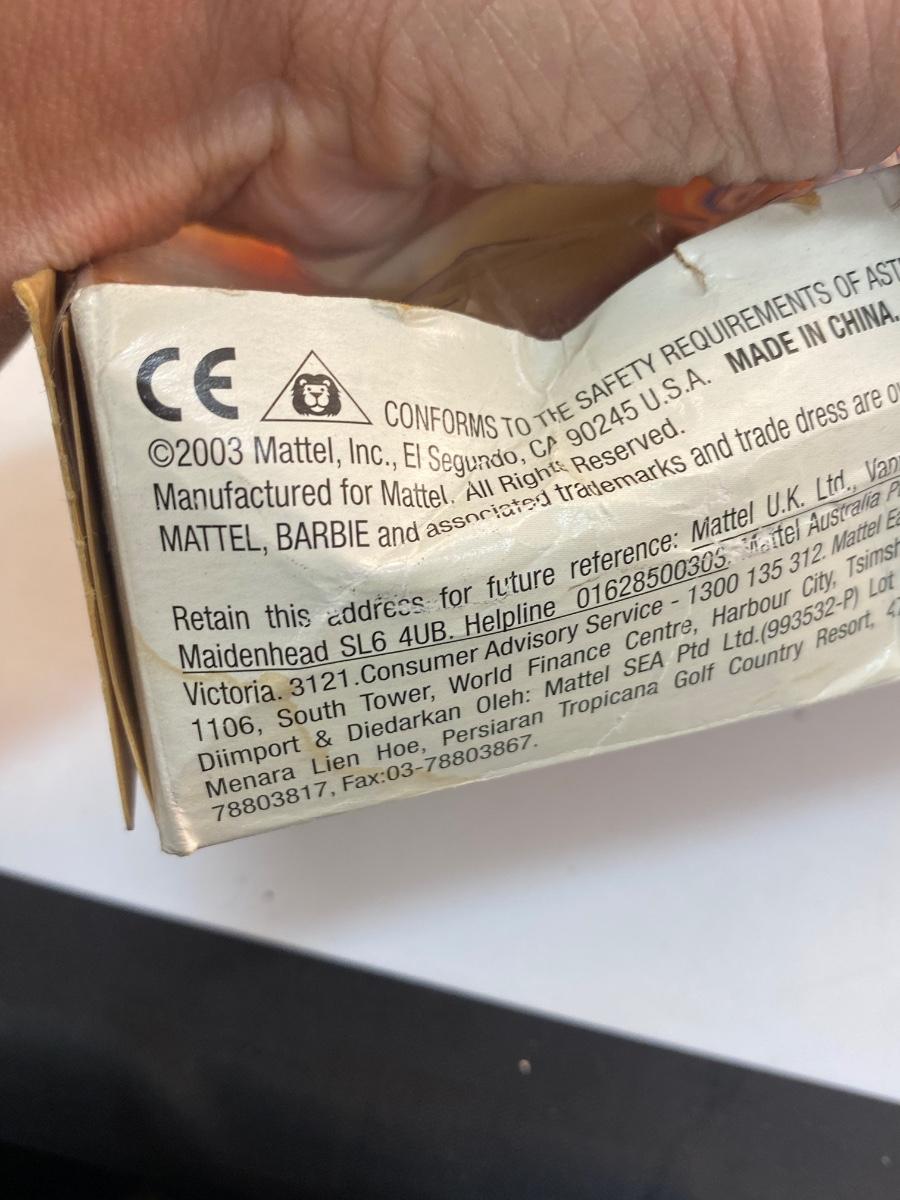 CE
CONFORMS TO THE SAFETY REQUIREMENTS OF AST
©2003 Mattel, Inc., El Segundo, CA 90245 U.S.A. MADE IN CHINA.
Manufactured for Mattel. All Rights Reserved.
MATTEL, BARBIE and associated trademarks and trade dress are
Retain this address for future reference: Mattel U.K. Ltd.,
Maidenhead SL6 4UB. Helpline 01628500303. Mattel Australia
Victoria. 3121.Consumer Advisory Service - 1300 135 312. Mattel
1106, South Tower, World Finance Centre, Harbour City, Tsimsh
Diimport & Diedarkan Oleh: Mattel SEA Ptd Ltd.(993532-P) Lot
Menara Lien Hoe, Persiaran Tropicana Golf Country Resort,
78803817, Fax:03-78803867.